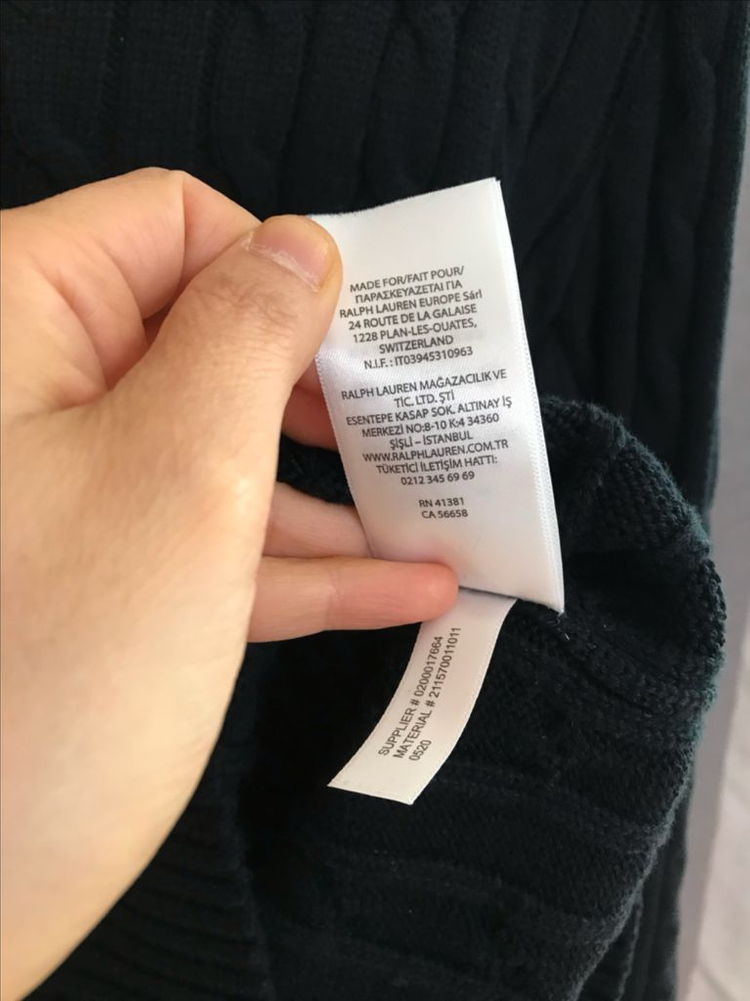 MADE FOR/FAIT POUR/
ΠΑΡΑΣΚΕΥΑΖΕΤΑΙ ΓΙΑ
RALPH LAUREN EUROPE Sárl
24 ROUTE DE LA GALAISE
1228 PLAN-LES-OUATES,
SWITZERLAND
N.I.F. : IT03945310963
RALPH LAUREN MAĞAZACILIK VE
TİC. LTD. ŞTİ
ESENTEPE KASAP SOK. ALTINAY İŞ
MERKEZİ NO:8-10 K:4 34360
ŞİŞLİ – İSTANBUL
WWW.RALPHLAUREN.COM.TR
TÜKETİCİ İLETİŞİM HATTI:
0212 345 69 69
RN 41381
CA 56658
SUPPLIER # 0200017664
MATERIAL # 211570011011
0520